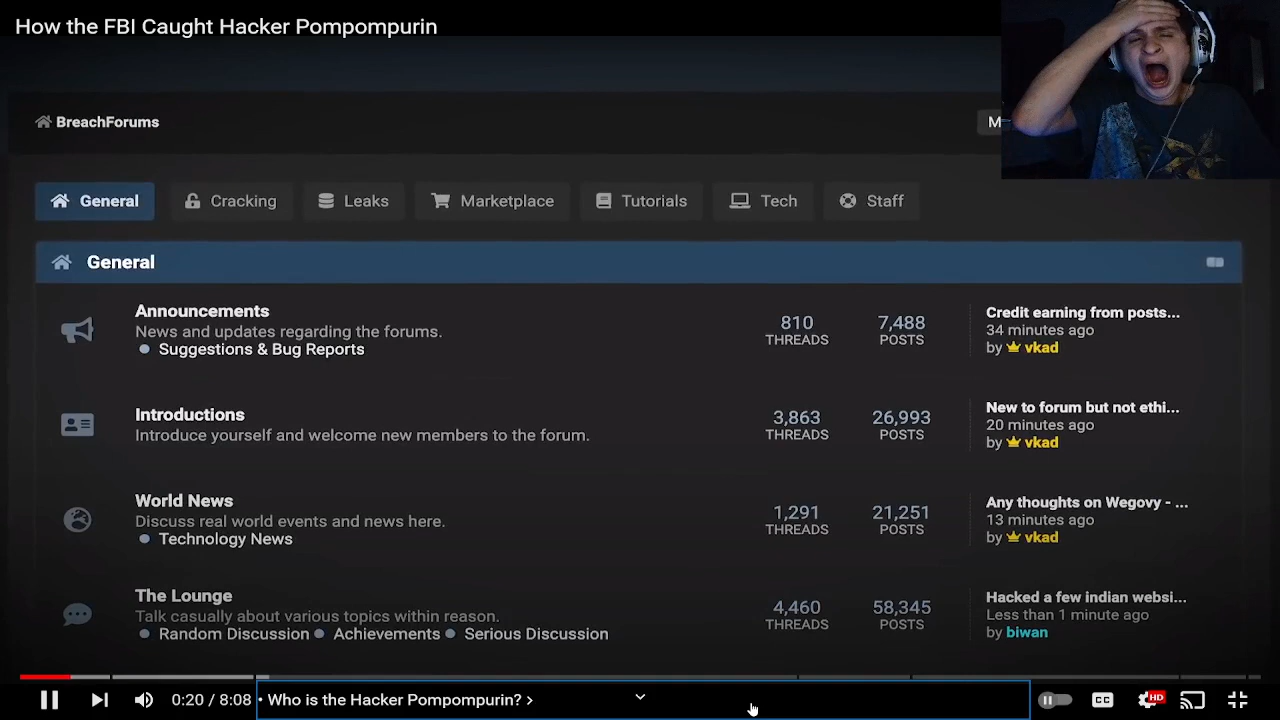 How the FBI Caught Hacker Pompompurin
BreachForums
M
General
Cracking
Leaks
Marketplace
Tutorials
Tech
Staff
General
Announcements
News and updates regarding the forums.
Suggestions & Bug Reports
810
THREADS
7,488
POSTS
Credit earning from posts...
34 minutes ago
by vkad
Introductions
Introduce yourself and welcome new members to the forum.
3,863
THREADS
26,993
POSTS
New to forum but not ethi...
20 minutes ago
by vkad
World News
Discuss real world events and news here.
Technology News
1,291
THREADS
21,251
POSTS
Any thoughts on Wegovy - ...
13 minutes ago
by vkad
The Lounge
Talk casually about various topics within reason.
Random Discussion Achievements Serious Discussion
4,460
THREADS
58,345
POSTS
Hacked a few indian websi...
Less than 1 minute ago
by biwan
0:20 / 8:08 • Who is the Hacker Pompompurin? >
CC
HD